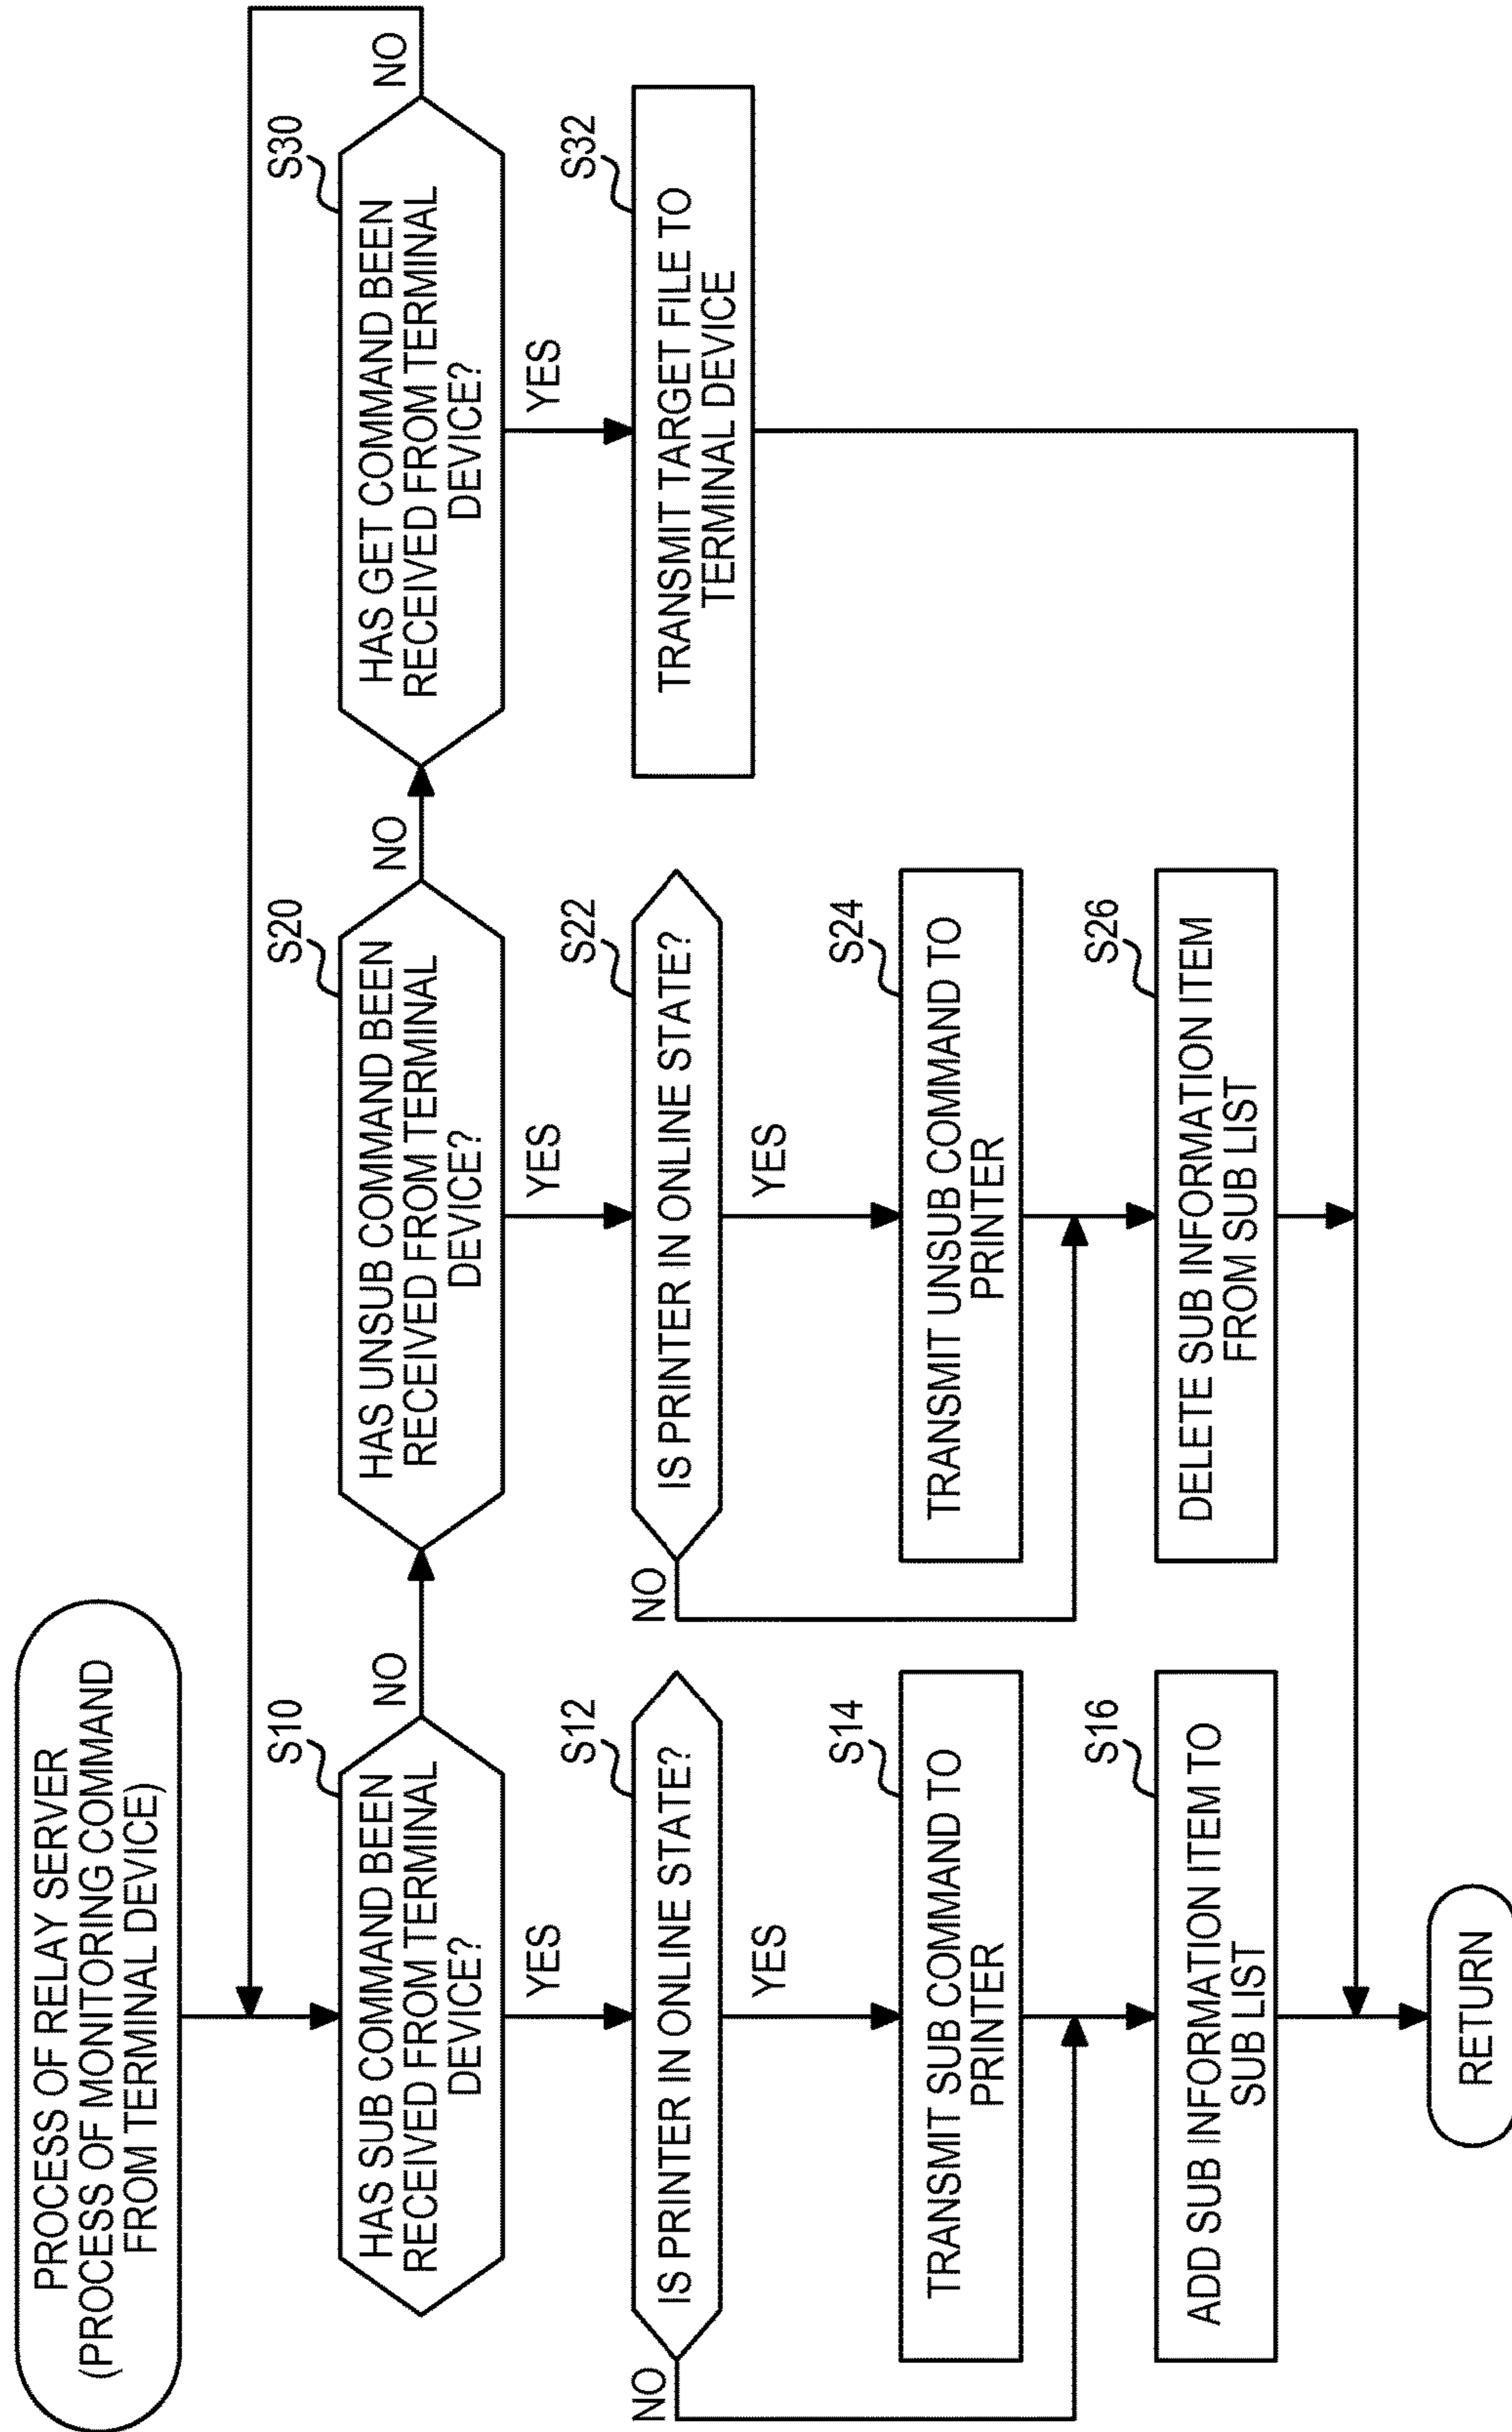 PROCESS OF RELAY SERVER
(PROCESS OF MONITORING COMMAND
FROM TERMINAL DEVICE)
S10
HAS SUB COMMAND BEEN
RECEIVED FROM TERMINAL
DEVICE?
NO
YES
S12
IS PRINTER IN ONLINE STATE?
NO
YES
S14
TRANSMIT SUB COMMAND TO
PRINTER
S16
ADD SUB INFORMATION ITEM TO
SUB LIST
S20
HAS UNSUB COMMAND BEEN
RECEIVED FROM TERMINAL
DEVICE?
NO
YES
S22
IS PRINTER IN ONLINE STATE?
NO
YES
S24
TRANSMIT UNSUB COMMAND TO
PRINTER
S26
DELETE SUB INFORMATION ITEM
FROM SUB LIST
S30
HAS GET COMMAND BEEN
RECEIVED FROM TERMINAL
DEVICE?
NO
YES
S32
TRANSMIT TARGET FILE TO
TERMINAL DEVICE
RETURN